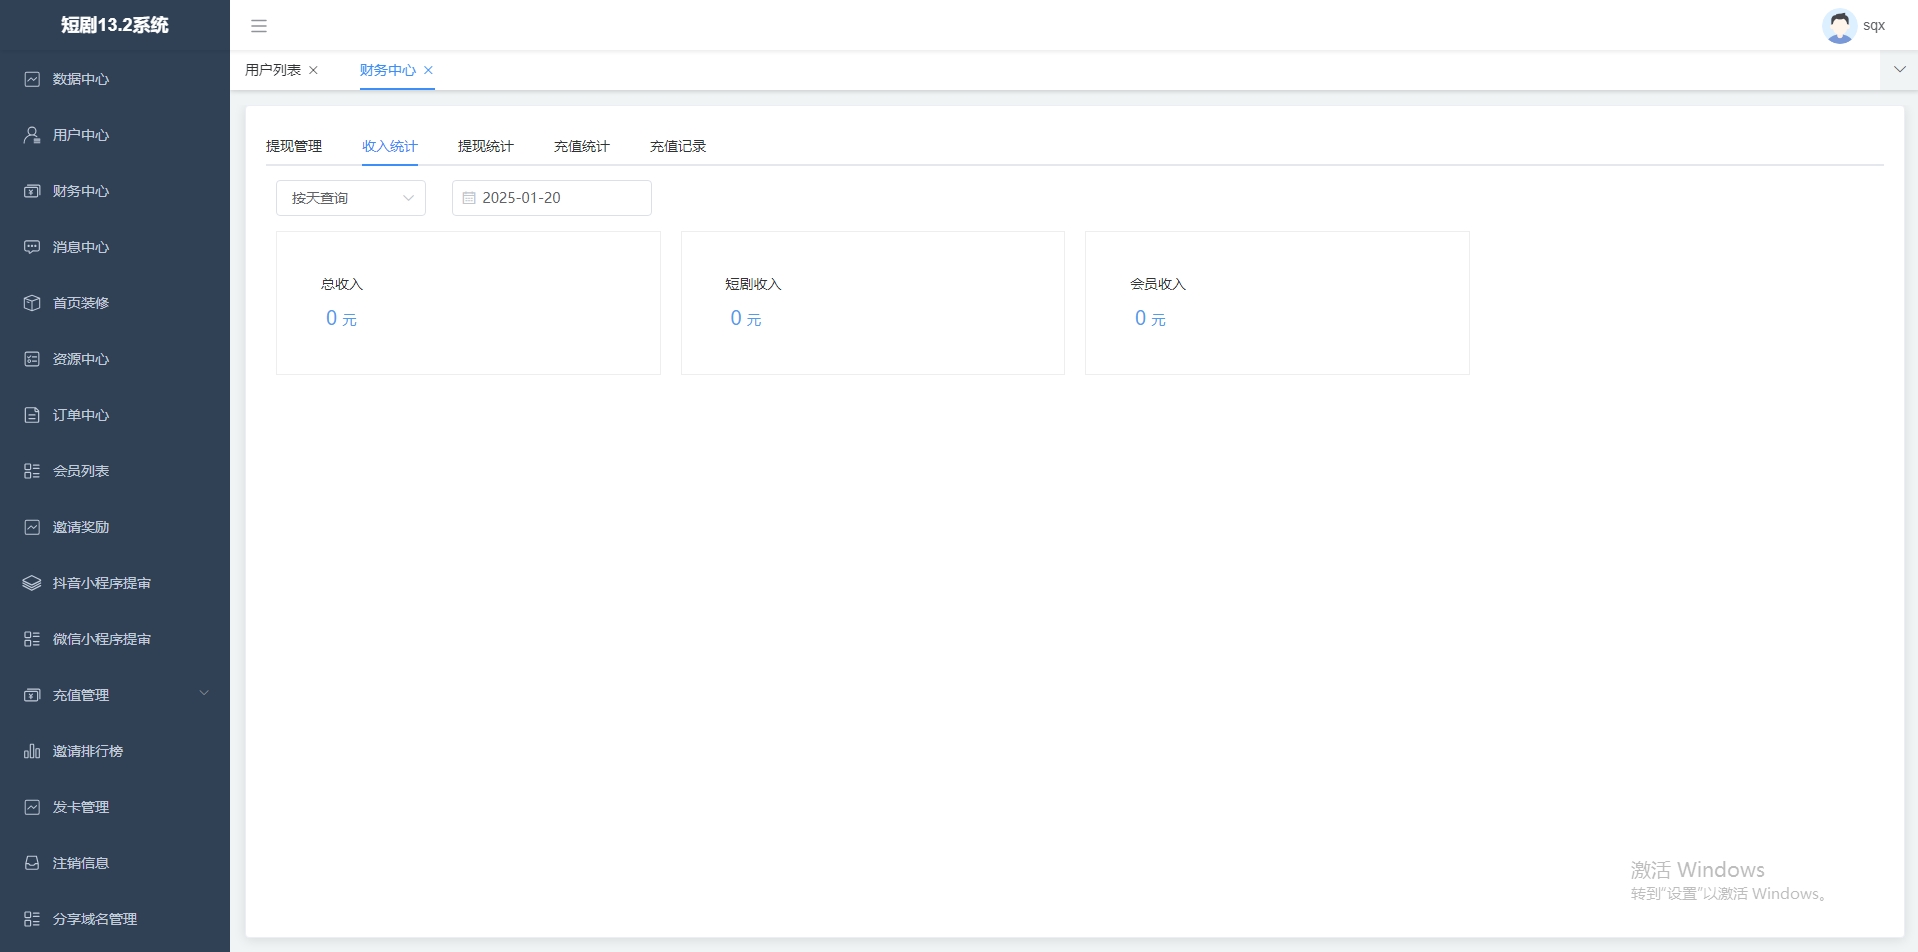 短剧13.2系统
sqx
用户列表
财务中心
数据中心
用户中心
财务中心
消息中心
首页装修
资源中心
订单中心
会员列表
邀请奖励
抖音小程序提审
微信小程序提审
充值管理
邀请排行榜
发卡管理
注销信息
分享域名管理
提现管理 收入统计 提现统计 充值统计 充值记录
按天查询 2025-01-20
总收入
0 元
短剧收入
0 元
会员收入
0 元
激活 Windows
转到"设置"以激活 Windows。